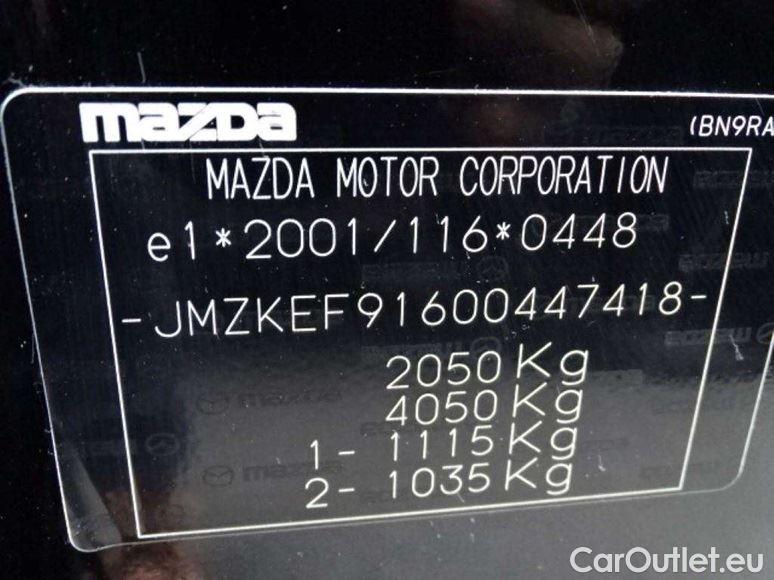 mazda
(BN9RA
MAZDA MOTOR CORPORATION
e1*2001/116*0448
-JMZKEF91600447418-
2050 Kg
4050 Kg
1- 1115 Kg
2- 1035 Kg
CarOutlet.eu